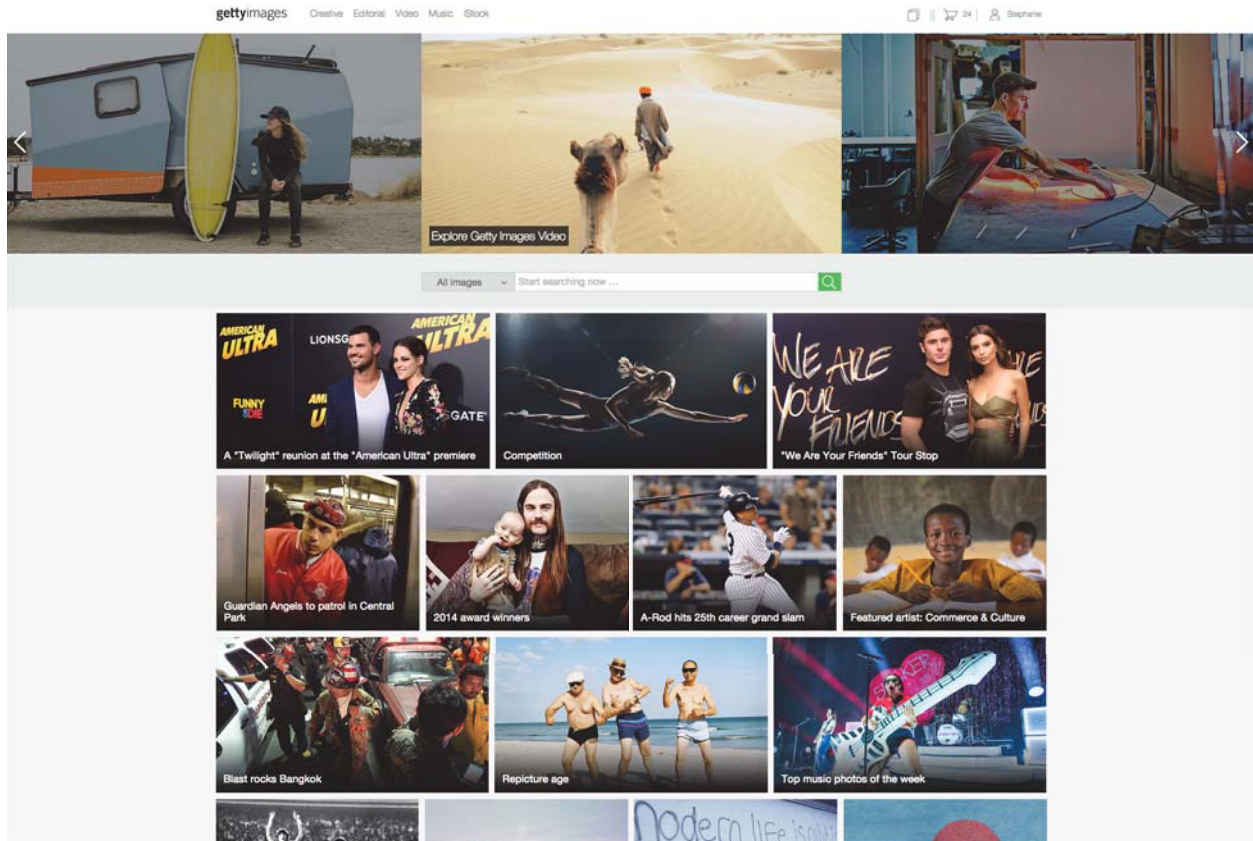 gettyimages Creative Editorial Video Music iStock 24 Stephanie
Explore Getty Images Video
All images Start searching now ...
AMERICAN
ULTRA
LIONSG
AMERICAN
ULTRA
FUNNY
DIE
AM
U
GATE
A "Twilight" reunion at the "American Ultra" premiere
Competition
WE ARE
YOUR
FRIENDS
"We Are Your Friends" Tour Stop
Guardian Angels to patrol in Central
Park
2014 award winners
A-Rod hits 25th career grand slam
Featured artist: Commerce & Culture
Blast rocks Bangkok
Repicture age
Top music photos of the week
modern life is